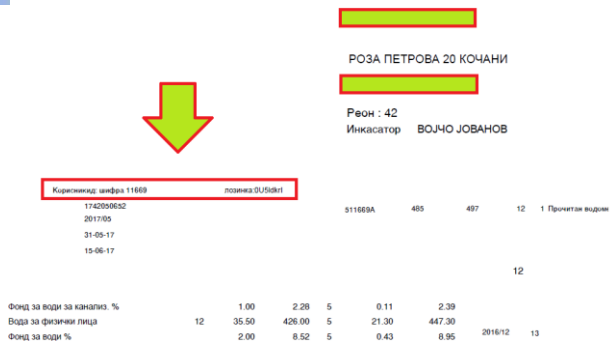 РОЗА ПЕТРОВА 20 КОЧАНИ
Реон : 42
Инкасатор ВОЈЧО ЈОВАНОВ
Корисникид: шифра 11669 лозинка:0U5ldkrt
1742050652
2017/05
511669А 485 497 12 1 Прочитан водоме
31-05-17
15-06-17
12
Фонд за води за канализ. % 1.00 2.28 5 0.11 2.39
Вода за физички лица 12 35.50 426.00 5 21.30 447.30
Фонд за води % 2.00 8.52 5 0.43 8.95 2016/12 13